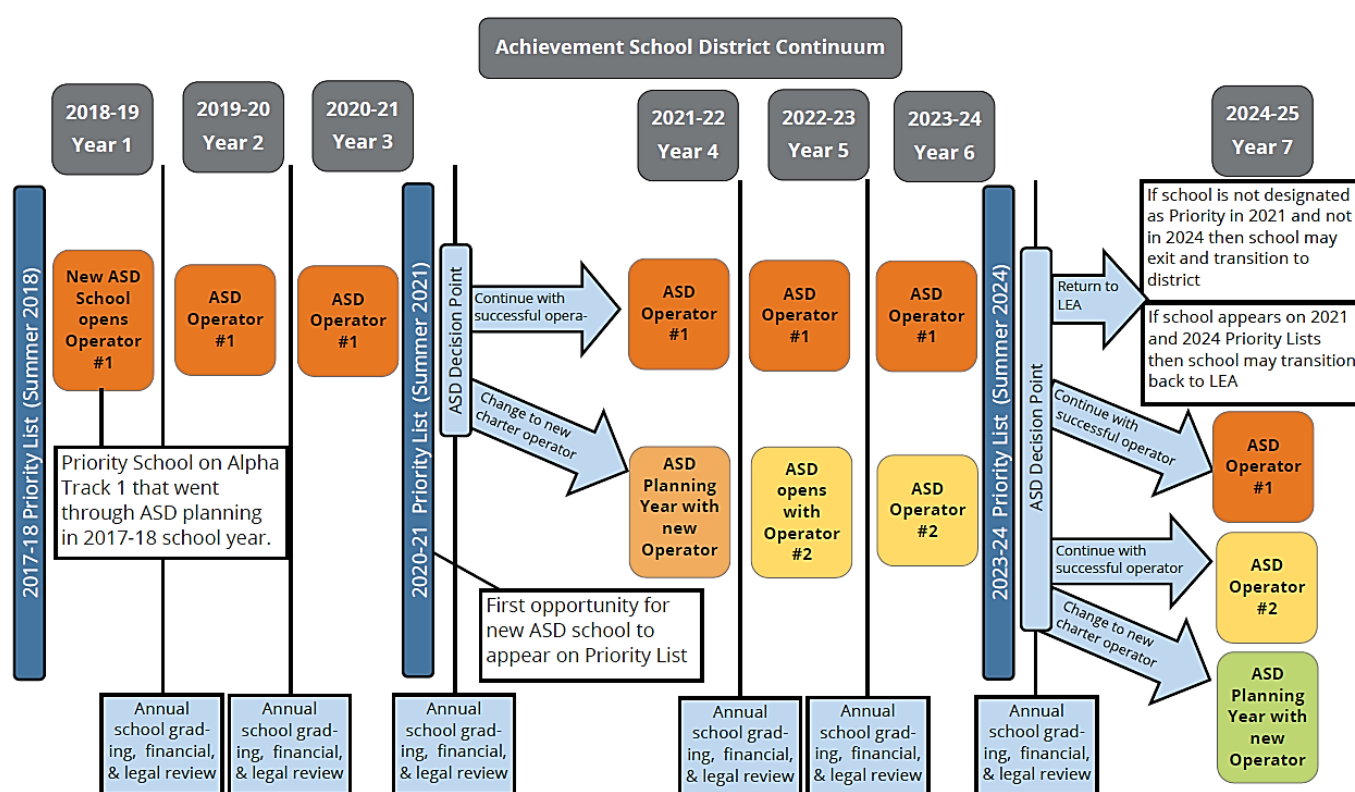 Achievement School District Continuum
2018-19
Year 1
2019-20
Year 2
2020-21
Year 3
2021-22
Year 4
2022-23
Year 5
2023-24
Year 6
2024-25
Year 7
2017-18 Priority List (Summer 2018)
New ASD
School
opens
Operator
#1
ASD
Operator
#1
ASD
Operator
#1
Priority School on Alpha
Track 1 that went
through ASD planning
in 2017-18 school year.
2020-21 Priority List (Summer 2021)
First opportunity for
new ASD school to
appear on Priority List
ASD Decision Point
Continue with
successful opera-
Change to new
charter operator
ASD
Operator
#1
ASD
Operator
#1
ASD
Operator
#1
ASD
Planning
Year with
new
Operator
ASD
opens
with
Operator
#2
ASD
Operator
#2
2023-24 Priority List (Summer 2024)
ASD Decision Point
Return to
LEA
If school is not designated
as Priority in 2021 and not
in 2024 then school may
exit and transition to
district
If school appears on 2021
and 2024 Priority Lists
then school may transition
back to LEA
Continue with
successful operator
ASD
Operator
#1
Continue with
successful operator
ASD
Operator
#2
Change to new
charter operator
ASD
Planning
Year with
new
Operator
Annual
school grad-
ing, financial,
& legal review
Annual
school grad-
ing, financial,
& legal review
Annual
school grad-
ing, financial,
& legal review
Annual
school grad-
ing, financial,
& legal review
Annual
school grad-
ing, financial,
& legal review
Annual
school grad-
ing, financial,
& legal review